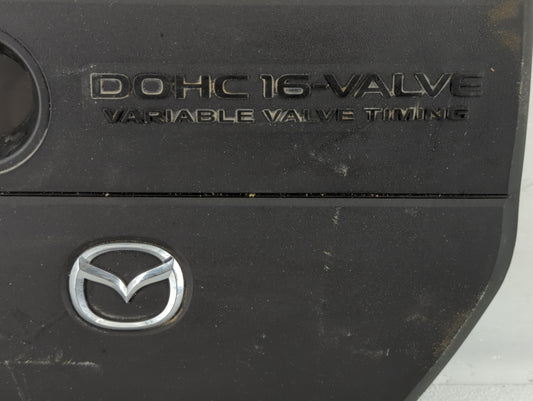 DOHC 16-VALVE
VARIABLE VALVE TIMING